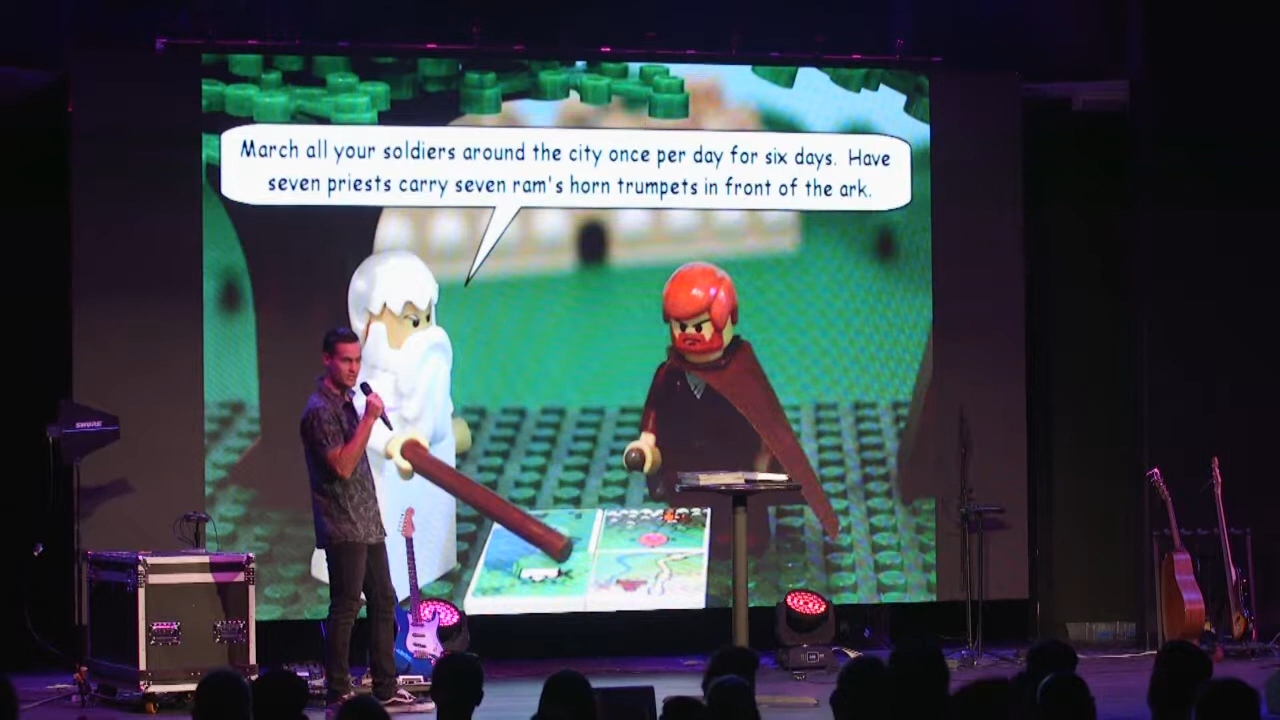 March all your soldiers around the city once per day for six days. Have
seven priests carry seven ram's horn trumpets in front of the ark.
SHURE